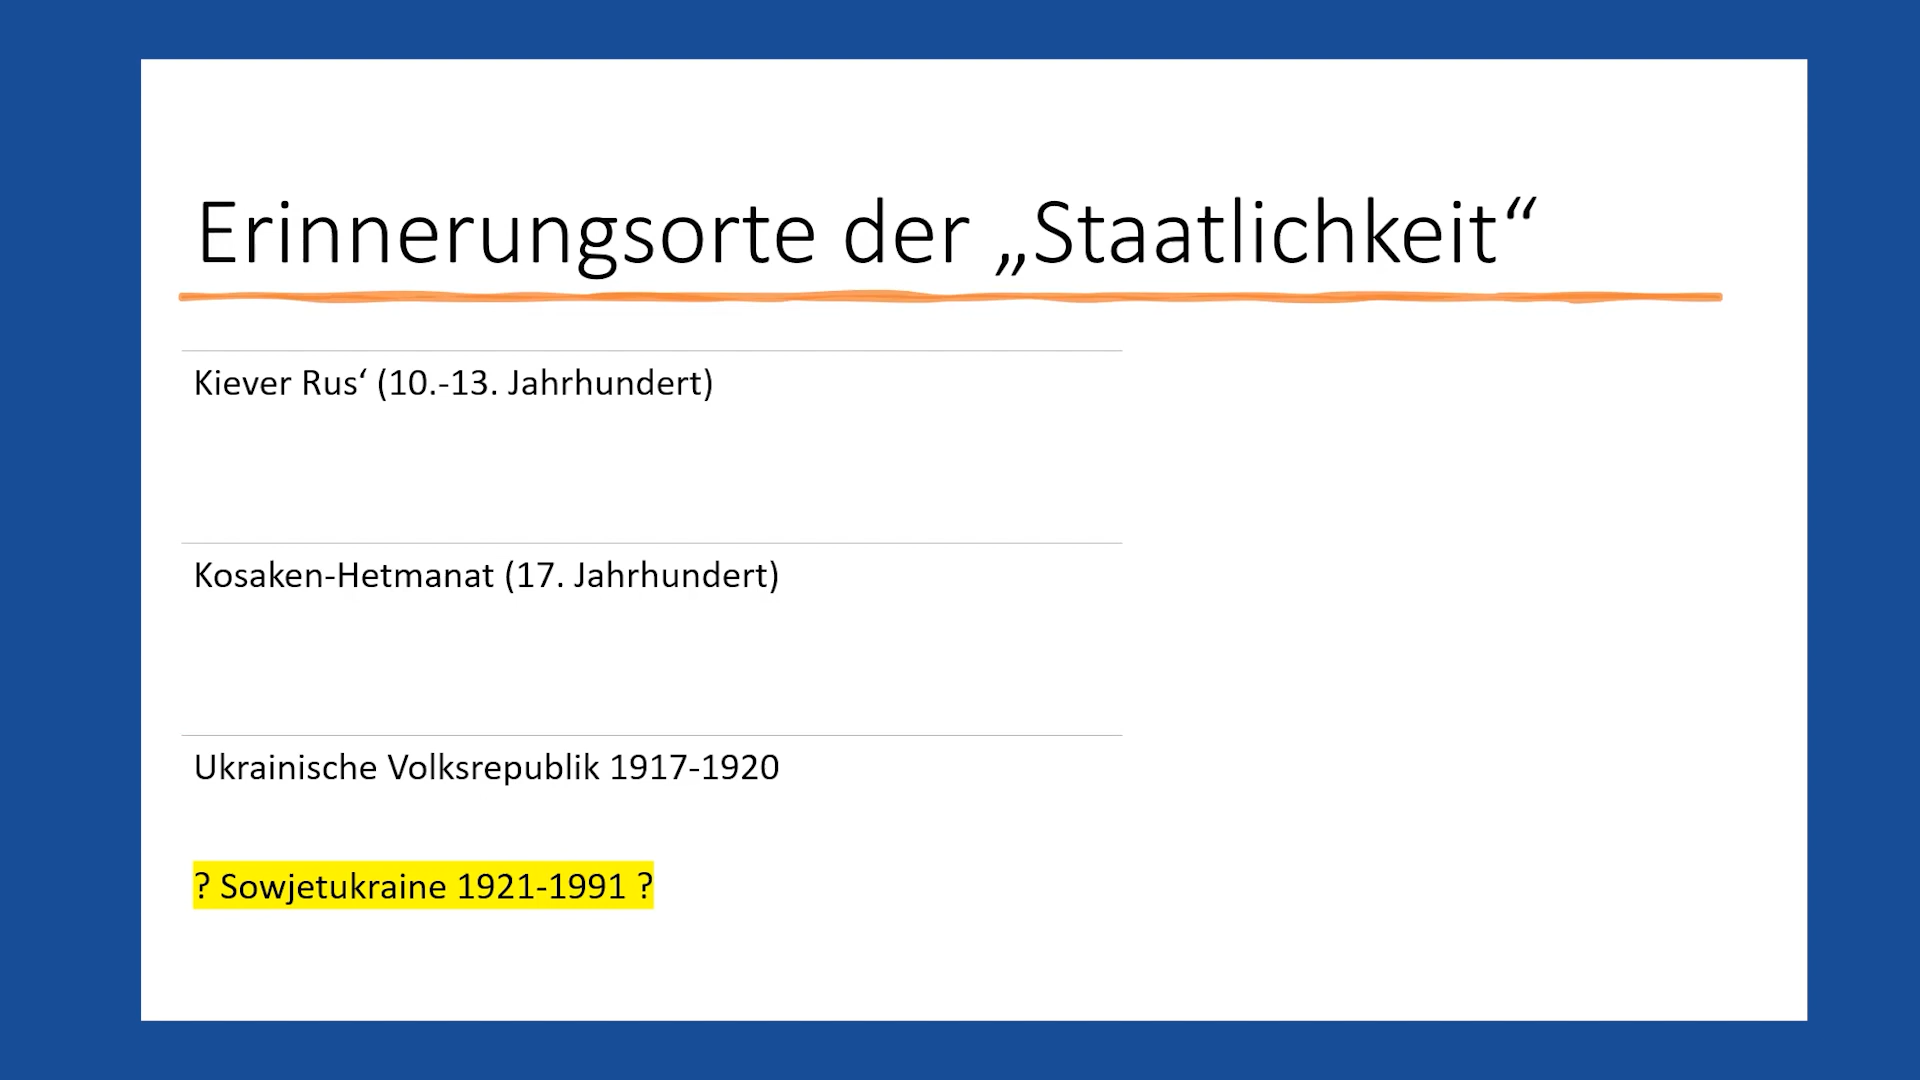 Erinnerungsorte der „Staatlichkeit“
Kiever Rus‘ (10.-13. Jahrhundert)
Kosaken-Hetmanat (17. Jahrhundert)
Ukrainische Volksrepublik 1917-1920
? Sowjetukraine 1921-1991 ?